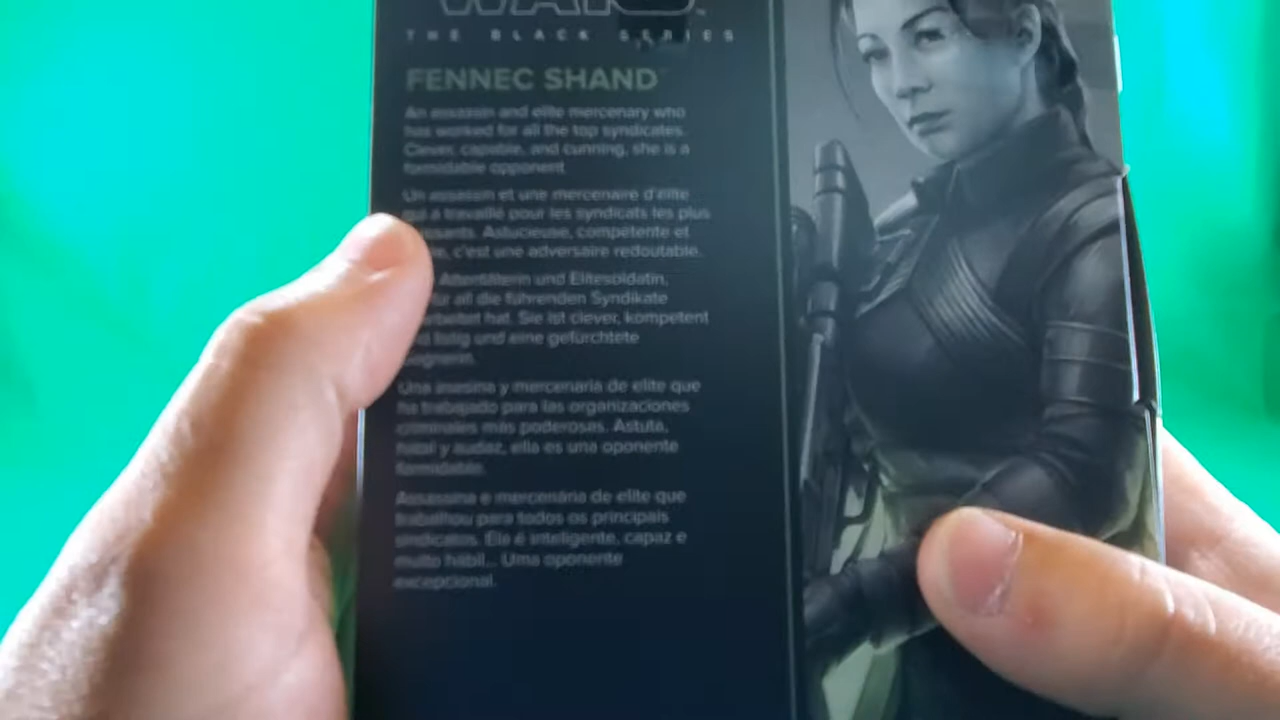 WARS
THE BLACK SERIES
FENNEC SHAND™
An assassin and elite mercenary who
has worked for all the top syndicates.
Clever, capable, and cunning, she is a
formidable opponent.
Un assassin et une mercenaire d'élite
qui a travaillé pour les syndicats les plus
Astucieuse, compétente et
c'est une adversaire redoutable.
Attentäterin und Elitesoldatin,
für all die führenden Syndikate
hat. Sie ist clever, kompetent
und listig und eine gefürchtete
Una asesina y mercenaria de elite que
ha trabajado para las organizaciones
criminales más poderosas. Astuta,
hábil y audaz, ella es una oponente
formidable.
Assassina e mercenária de elite que
trabalhou para todos os principais
sindicatos. Ela é inteligente, capaz e
muito hábil... Uma oponente
excepcional.